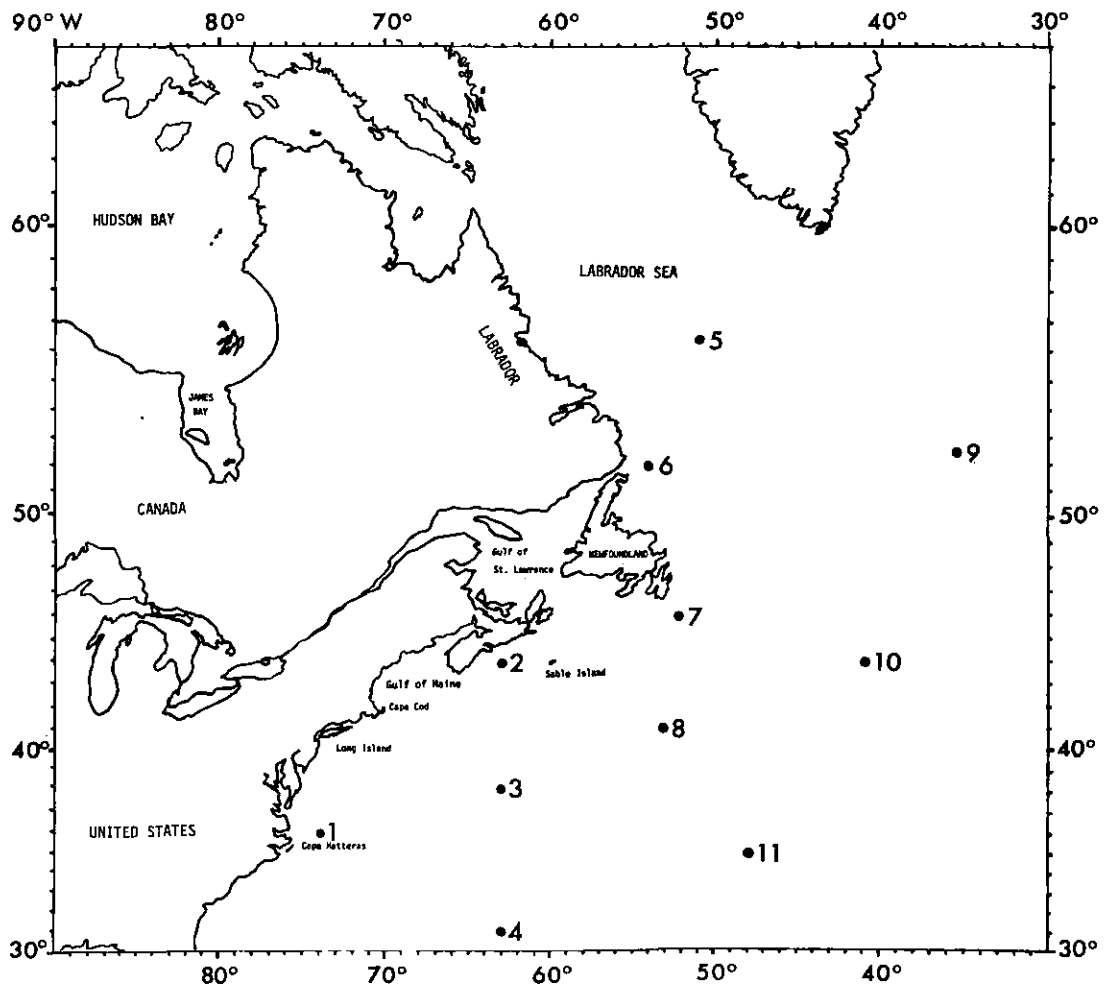 90° W 80° 70° 60° 50° 40° 30°
60° 60°
HUDSON BAY
LABRADOR SEA
LABRADOR
5
JAMES
BAY
9
6
CANADA
50° 50°
Gulf of
St. Lawrence
NEWFOUNDLAND
7
2
10
Sable Island
Gulf of Maine
Cape Cod
8
Long Island
40° 40°
3
UNITED STATES
1
Cape Hatteras
11
4
30° 30°
80° 70° 60° 50° 40°